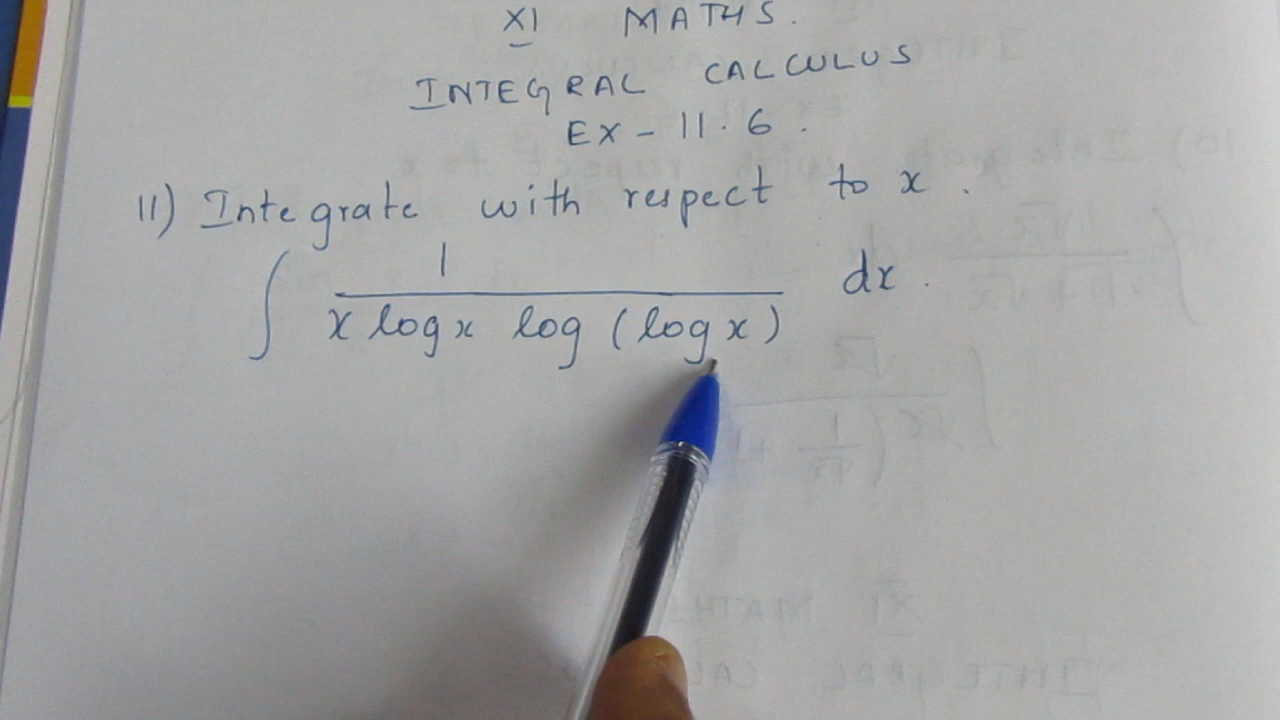 XI MATHS.
INTEGRAL CALCULUS
EX - 11.6.
11) Integrate with respect to x.
∫ 1 / x log x log (log x) dx.